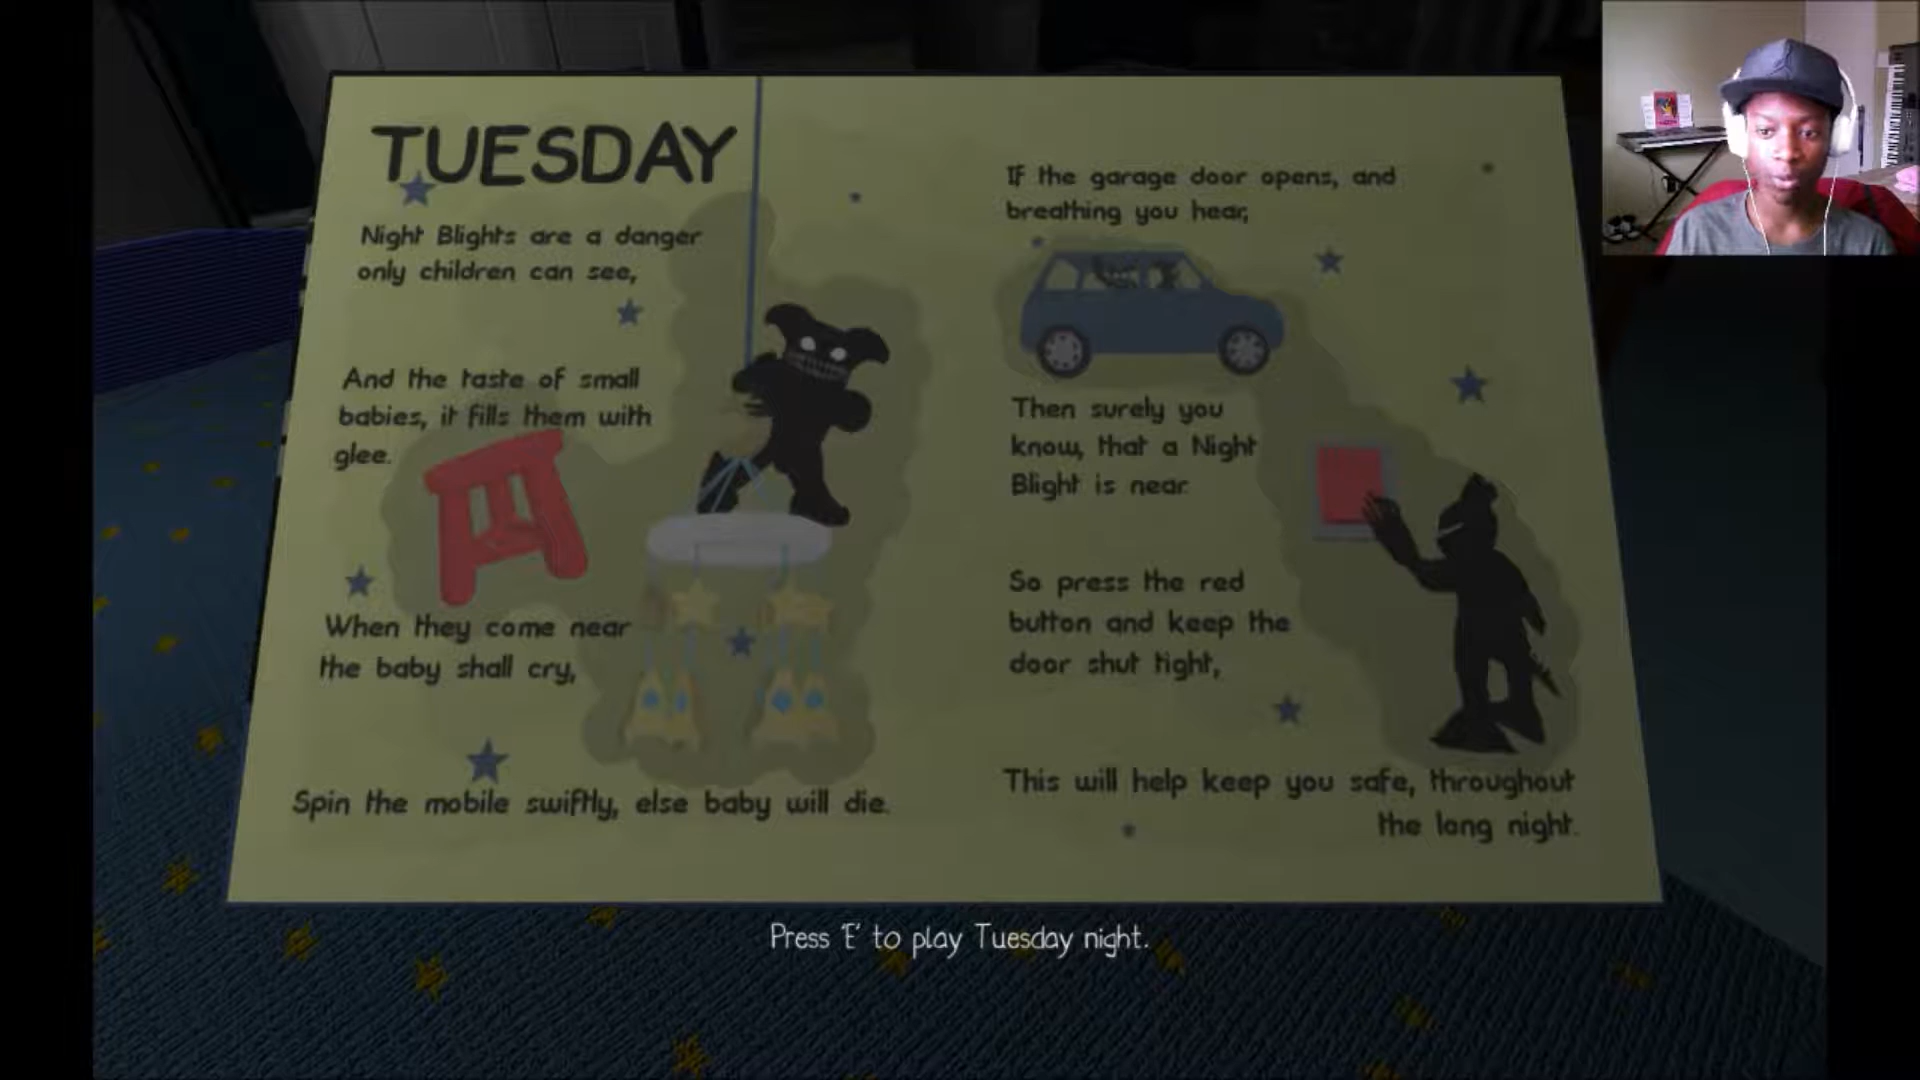 TUESDAY
Night Blights are a danger
only children can see,
And the taste of small
babies, it fills them with
glee.
When they come near
the baby shall cry,
Spin the mobile swiftly, else baby will die.
If the garage door opens, and
breathing you hear,
Then surely you
know, that a Night
Blight is near.
So press the red
button and keep the
door shut tight,
This will help keep you safe, throughout
the long night.
Press 'E' to play Tuesday night.